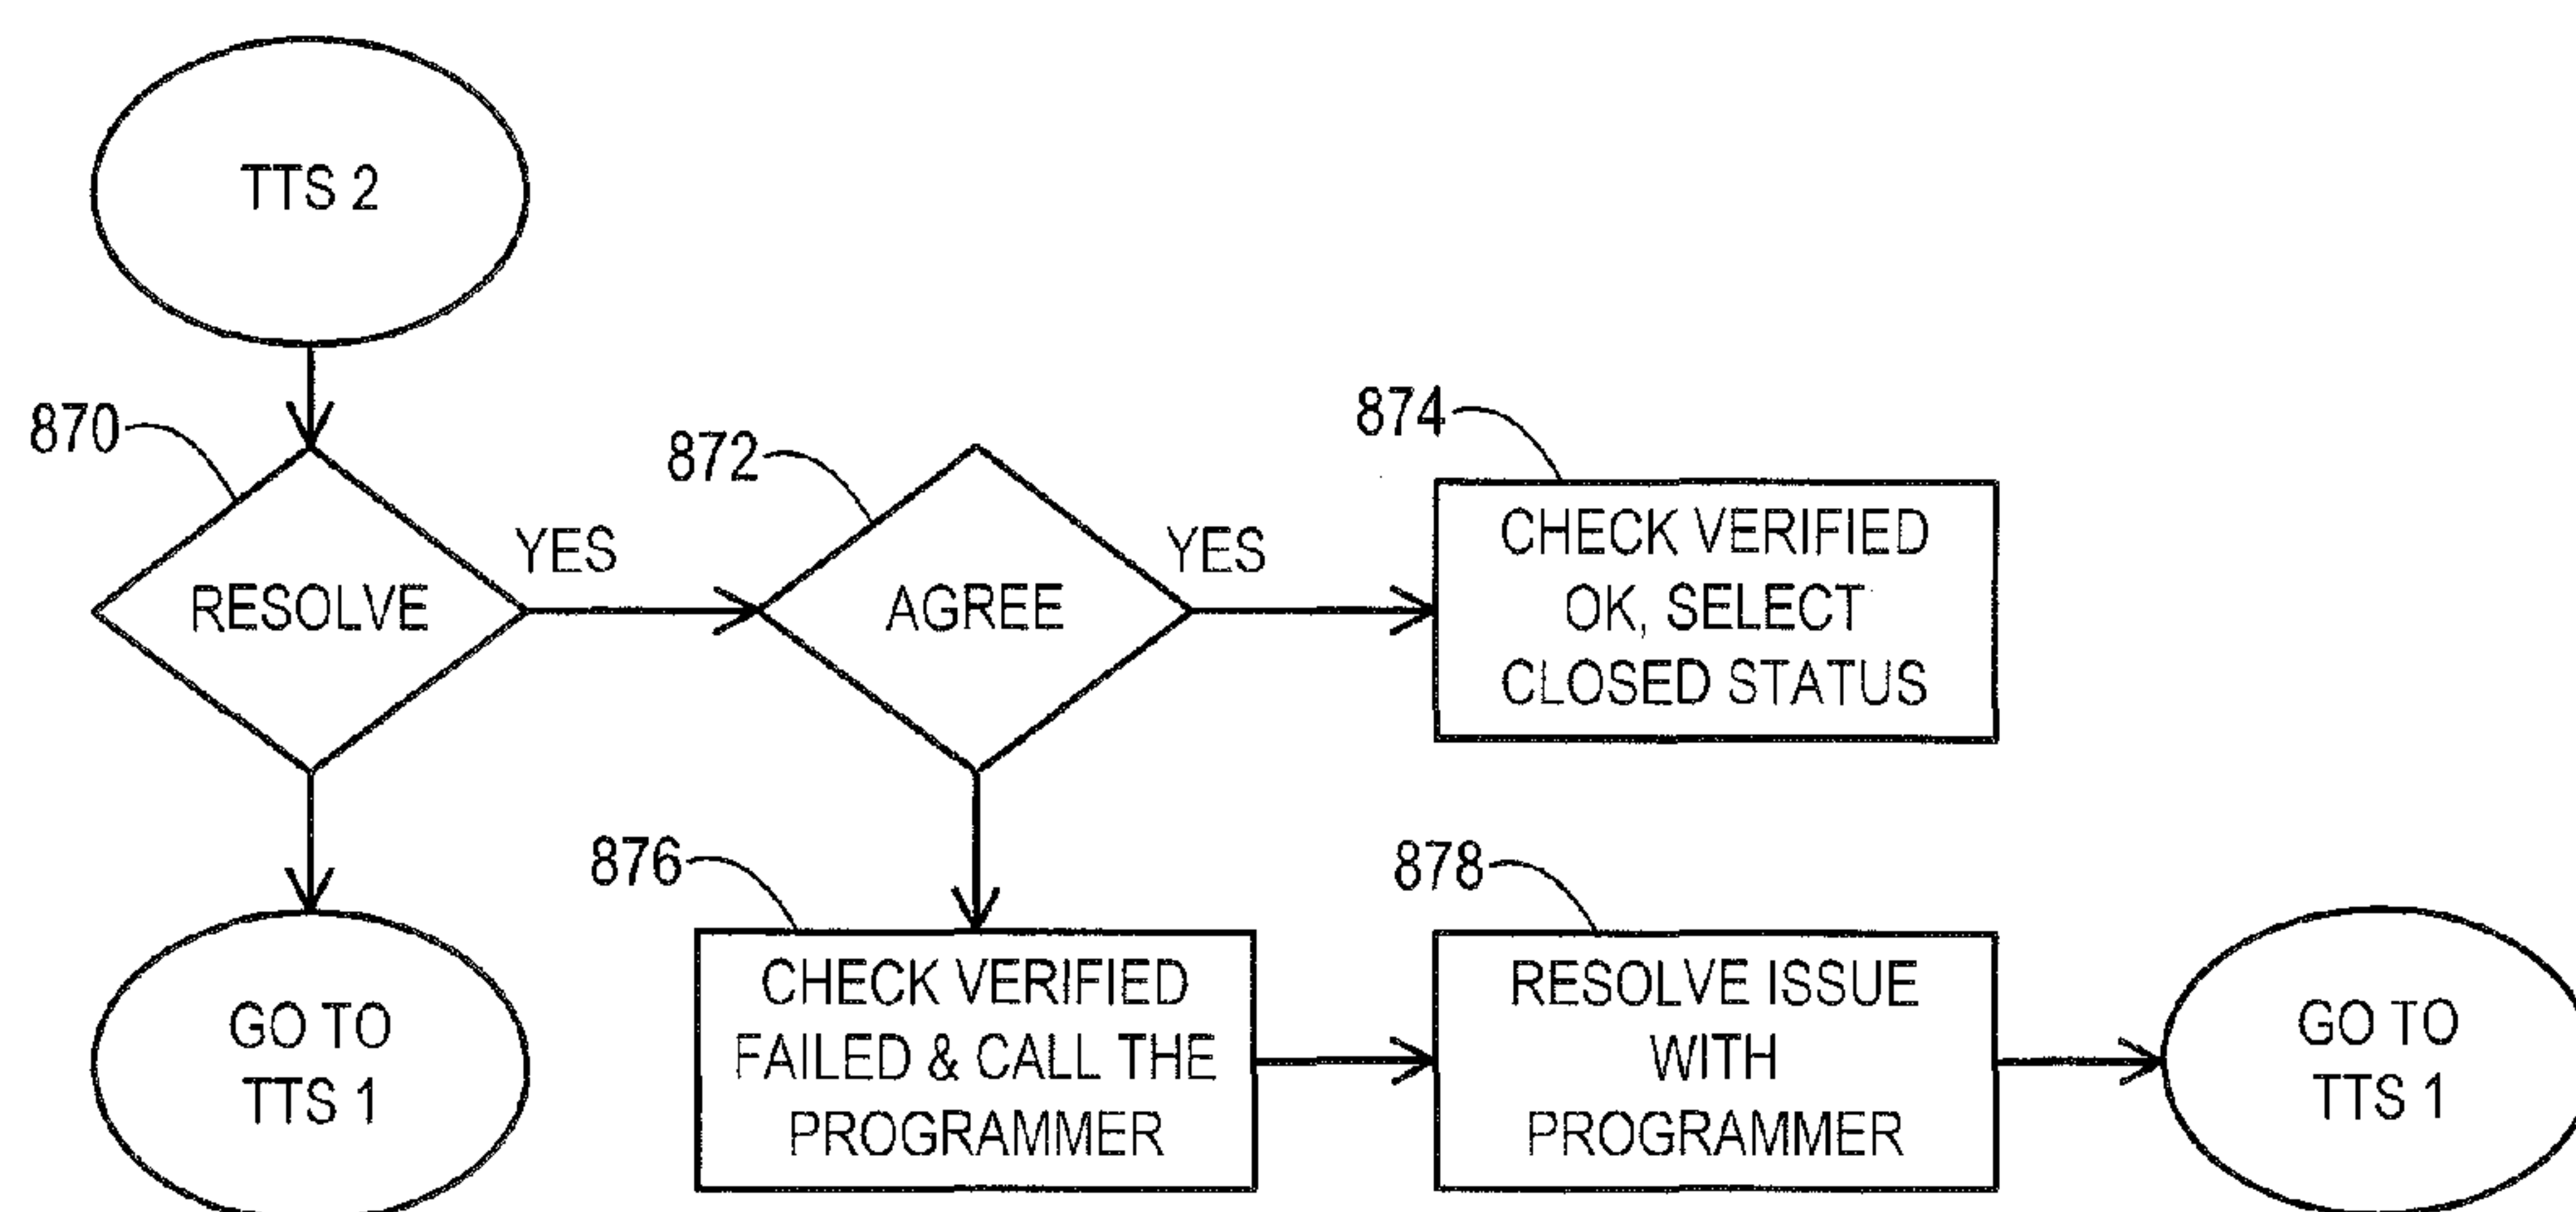 TTS 2
870
RESOLVE
YES
872
AGREE
YES
874
CHECK VERIFIED
OK, SELECT
CLOSED STATUS
GO TO
TTS 1
876
CHECK VERIFIED
FAILED & CALL THE
PROGRAMMER
878
RESOLVE ISSUE
WITH
PROGRAMMER
GO TO
TTS 1